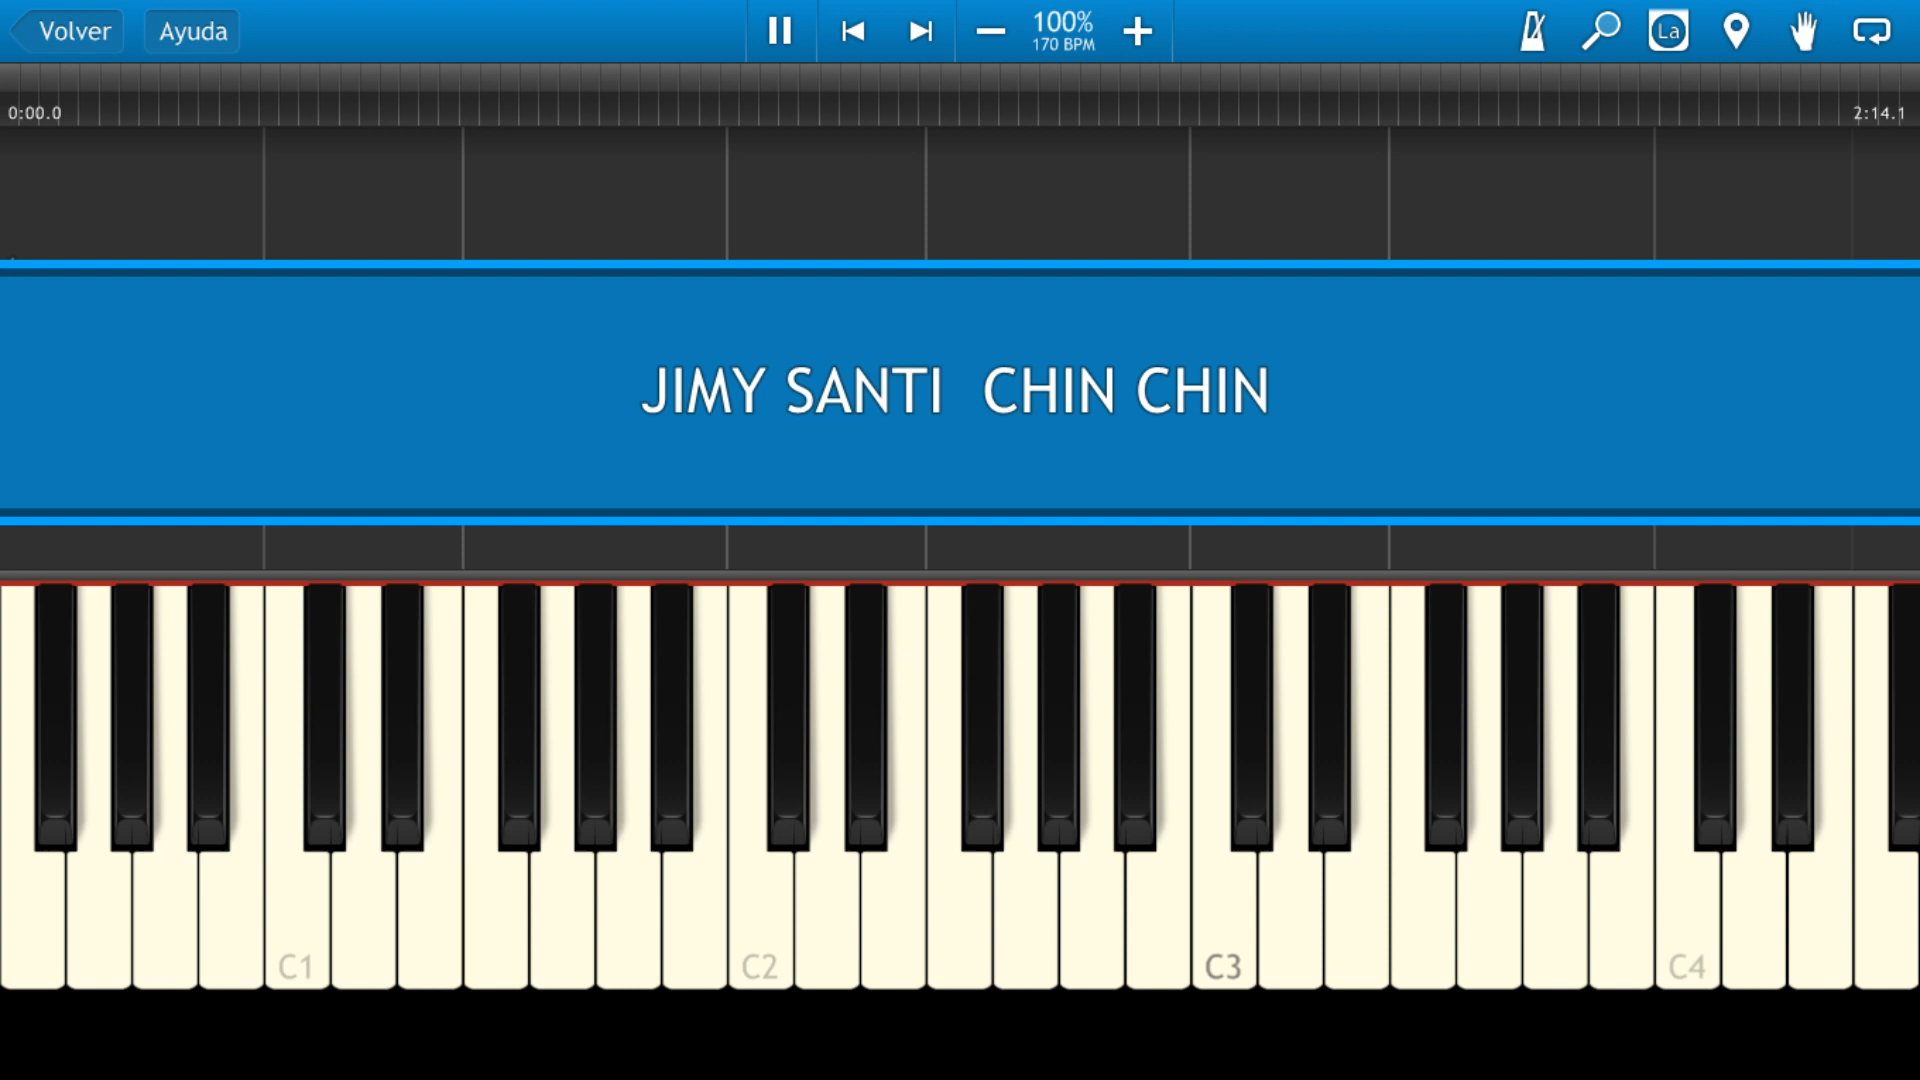 Volver
Ayuda
100%
170 BPM
La
0:00.0
2:14.1
JIMY SANTI  CHIN CHIN
C1
C2
C3
C4